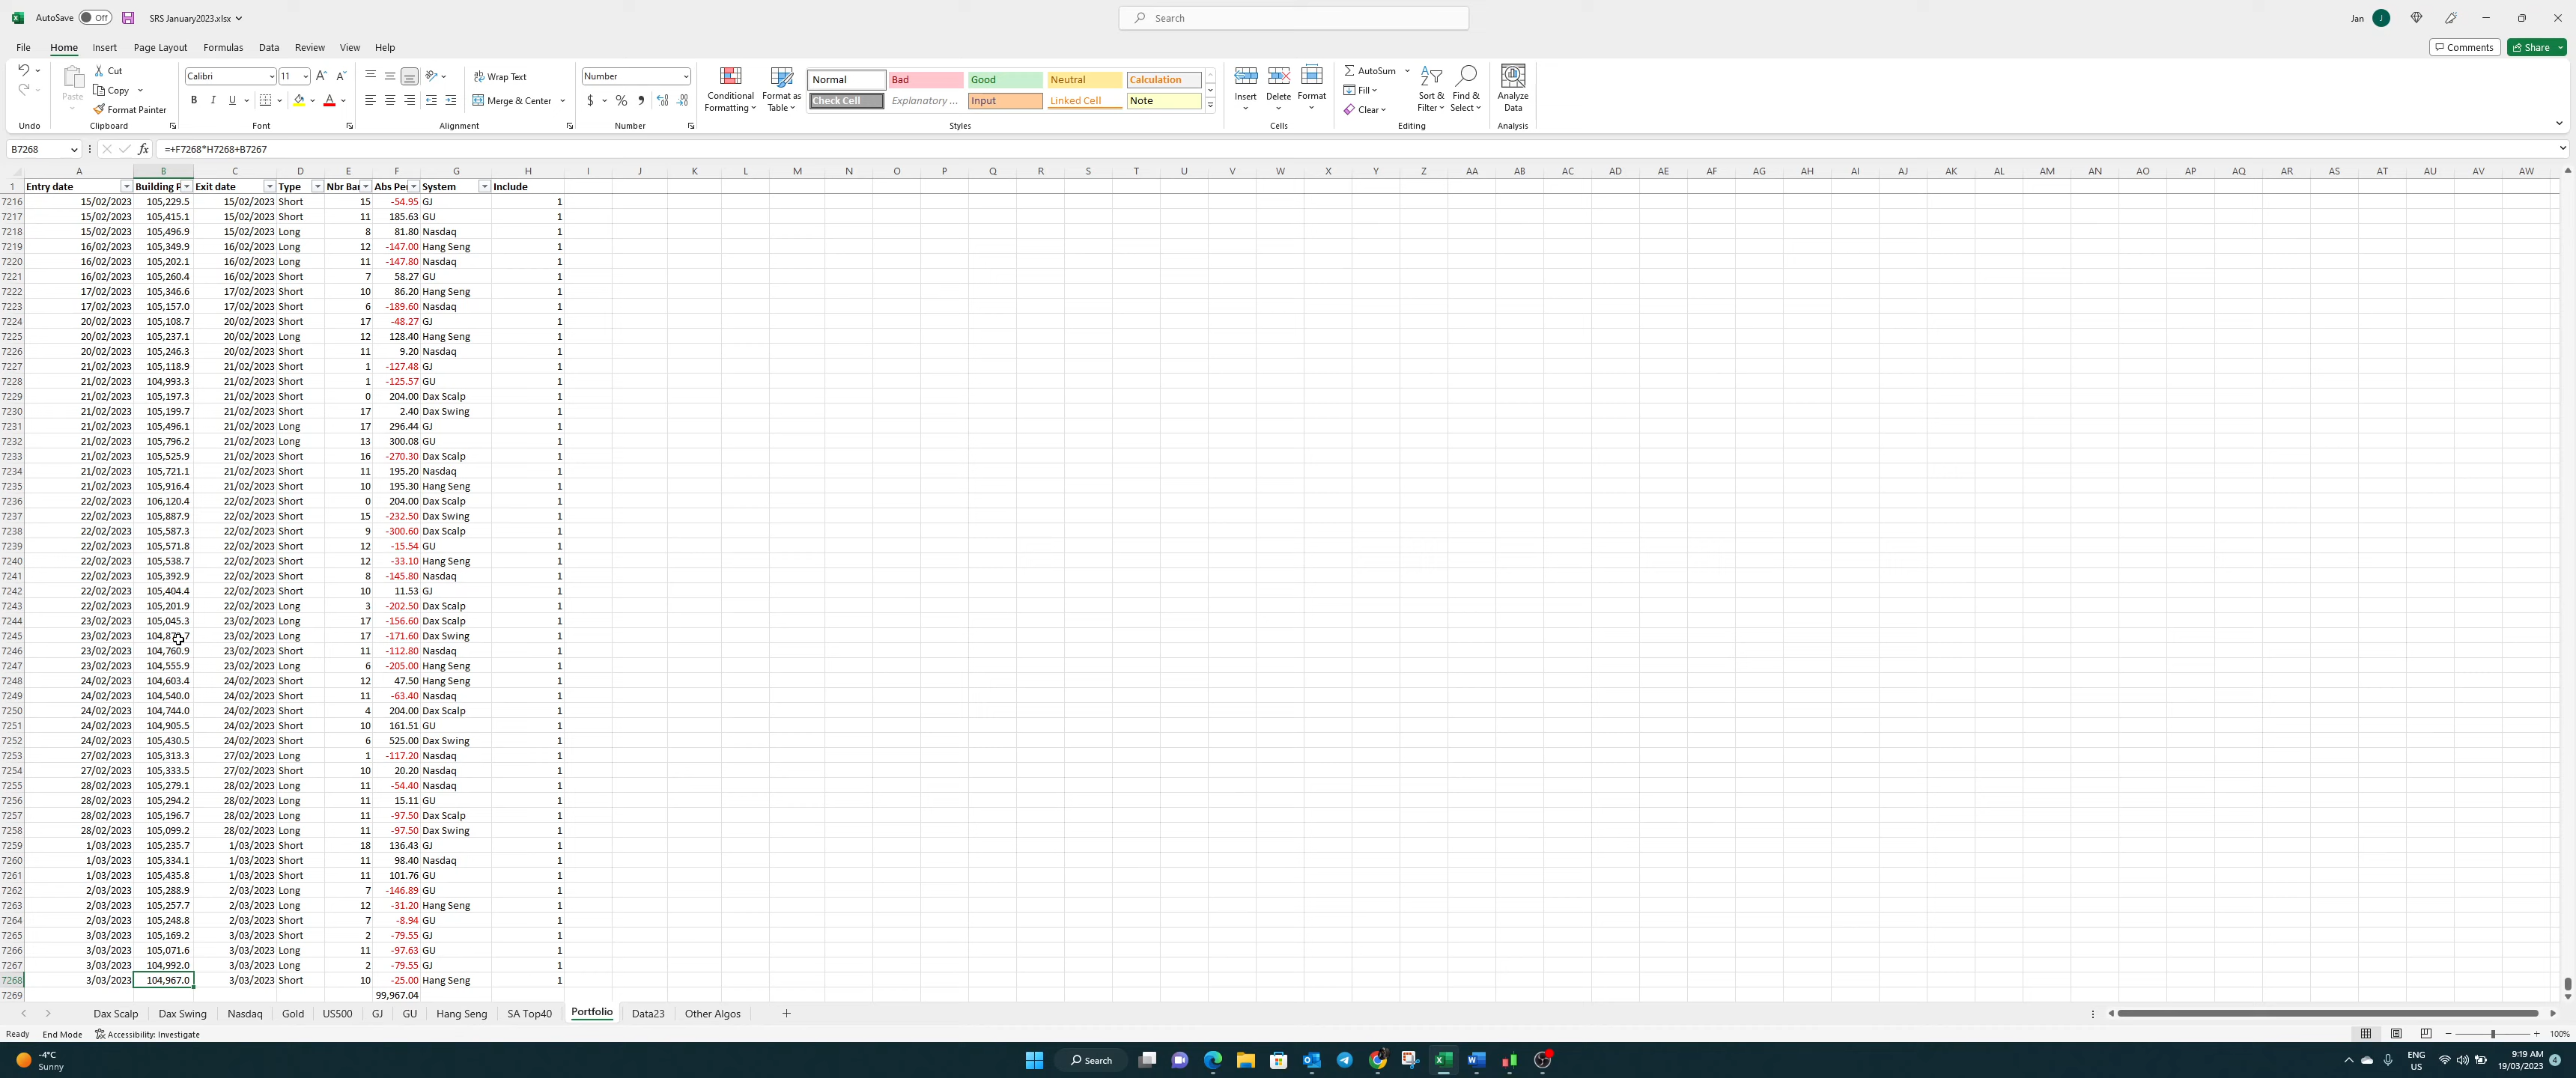 AutoSave Off SRS January2023.xlsx Search Jan J
File Home Insert Page Layout Formulas Data Review View Help Comments Share
Cut Calibri 11 Wrap Text Number Normal Bad Good Neutral Calculation AutoSum
Paste Copy Conditional Formatting Format as Table Insert Delete Format Fill Sort & Filter Find & Select Analyze Data
Format Painter B I U Merge & Center $ % Check Cell Explanatory ... Input Linked Cell Note Clear
Undo Clipboard Font Alignment Number Styles Cells Editing Analysis
B7268 fx =+F7268*H7268+B7267
A B C D E F G H I J K L M N O P Q R S T U V W X Y Z AA AB AC AD AE AF AG AH AI AJ AK AL AM AN AO AP AQ AR AS AT AU AV AW
1 Entry date Building P Exit date Type Nbr Bar Abs Per System Include
7216 15/02/2023 105,229.5 15/02/2023 Short 15 -54.95 GJ 1
7217 15/02/2023 105,415.1 15/02/2023 Short 11 185.63 GU 1
7218 15/02/2023 105,496.9 15/02/2023 Long 8 81.80 Nasdaq 1
7219 16/02/2023 105,349.9 16/02/2023 Long 12 -147.00 Hang Seng 1
7220 16/02/2023 105,202.1 16/02/2023 Long 11 -147.80 Nasdaq 1
7221 16/02/2023 105,260.4 16/02/2023 Short 7 58.27 GU 1
7222 17/02/2023 105,346.6 17/02/2023 Short 10 86.20 Hang Seng 1
7223 17/02/2023 105,157.0 17/02/2023 Short 6 -189.60 Nasdaq 1
7224 20/02/2023 105,108.7 20/02/2023 Short 17 -48.27 GJ 1
7225 20/02/2023 105,237.1 20/02/2023 Long 12 128.40 Hang Seng 1
7226 20/02/2023 105,246.3 20/02/2023 Short 11 9.20 Nasdaq 1
7227 21/02/2023 105,118.9 21/02/2023 Short 1 -127.48 GJ 1
7228 21/02/2023 104,993.3 21/02/2023 Short 1 -125.57 GU 1
7229 21/02/2023 105,197.3 21/02/2023 Short 0 204.00 Dax Scalp 1
7230 21/02/2023 105,199.7 21/02/2023 Short 17 2.40 Dax Swing 1
7231 21/02/2023 105,496.1 21/02/2023 Long 17 296.44 GJ 1
7232 21/02/2023 105,796.2 21/02/2023 Long 13 300.08 GU 1
7233 21/02/2023 105,525.9 21/02/2023 Short 16 -270.30 Dax Scalp 1
7234 21/02/2023 105,721.1 21/02/2023 Short 11 195.20 Nasdaq 1
7235 21/02/2023 105,916.4 21/02/2023 Short 10 195.30 Hang Seng 1
7236 22/02/2023 106,120.4 22/02/2023 Short 0 204.00 Dax Scalp 1
7237 22/02/2023 105,887.9 22/02/2023 Short 15 -232.50 Dax Swing 1
7238 22/02/2023 105,587.3 22/02/2023 Short 9 -300.60 Dax Scalp 1
7239 22/02/2023 105,571.8 22/02/2023 Short 12 -15.54 GU 1
7240 22/02/2023 105,538.7 22/02/2023 Short 12 -33.10 Hang Seng 1
7241 22/02/2023 105,392.9 22/02/2023 Short 8 -145.80 Nasdaq 1
7242 22/02/2023 105,404.4 22/02/2023 Short 10 11.53 GJ 1
7243 22/02/2023 105,201.9 22/02/2023 Long 3 -202.50 Dax Scalp 1
7244 23/02/2023 105,045.3 23/02/2023 Long 17 -156.60 Dax Scalp 1
7245 23/02/2023 23/02/2023 Long 17 -171.60 Dax Swing 1
7246 23/02/2023 104,760.9 23/02/2023 Short 11 -112.80 Nasdaq 1
7247 23/02/2023 104,555.9 23/02/2023 Long 6 -205.00 Hang Seng 1
7248 24/02/2023 104,603.4 24/02/2023 Short 12 47.50 Hang Seng 1
7249 24/02/2023 104,540.0 24/02/2023 Short 11 -63.40 Nasdaq 1
7250 24/02/2023 104,744.0 24/02/2023 Short 4 204.00 Dax Scalp 1
7251 24/02/2023 104,905.5 24/02/2023 Short 10 161.51 GU 1
7252 24/02/2023 105,430.5 24/02/2023 Short 6 525.00 Dax Swing 1
7253 27/02/2023 105,313.3 27/02/2023 Long 1 -117.20 Nasdaq 1
7254 27/02/2023 105,333.5 27/02/2023 Short 10 20.20 Nasdaq 1
7255 28/02/2023 105,279.1 28/02/2023 Long 11 -54.40 Nasdaq 1
7256 28/02/2023 105,294.2 28/02/2023 Long 11 15.11 GU 1
7257 28/02/2023 105,196.7 28/02/2023 Long 11 -97.50 Dax Scalp 1
7258 28/02/2023 105,099.2 28/02/2023 Long 11 -97.50 Dax Swing 1
7259 1/03/2023 105,235.7 1/03/2023 Short 18 136.43 GJ 1
7260 1/03/2023 105,334.1 1/03/2023 Short 11 98.40 Nasdaq 1
7261 1/03/2023 105,435.8 1/03/2023 Short 11 101.76 GU 1
7262 2/03/2023 105,288.9 2/03/2023 Long 7 -146.89 GU 1
7263 2/03/2023 105,257.7 2/03/2023 Long 12 -31.20 Hang Seng 1
7264 2/03/2023 105,248.8 2/03/2023 Short 7 -8.94 GU 1
7265 3/03/2023 105,169.2 3/03/2023 Short 2 -79.55 GJ 1
7266 3/03/2023 105,071.6 3/03/2023 Long 11 -97.63 GU 1
7267 3/03/2023 104,992.0 3/03/2023 Long 2 -79.55 GJ 1
7268 3/03/2023 104,967.0 3/03/2023 Short 10 -25.00 Hang Seng 1
7269 99,967.04
Dax Scalp Dax Swing Nasdaq Gold US500 GJ GU Hang Seng SA Top40 Portfolio Data23 Other Algos
Ready End Mode Accessibility: Investigate 100%
-4°C Sunny Search ENG US 9:19 AM 19/03/2023 4